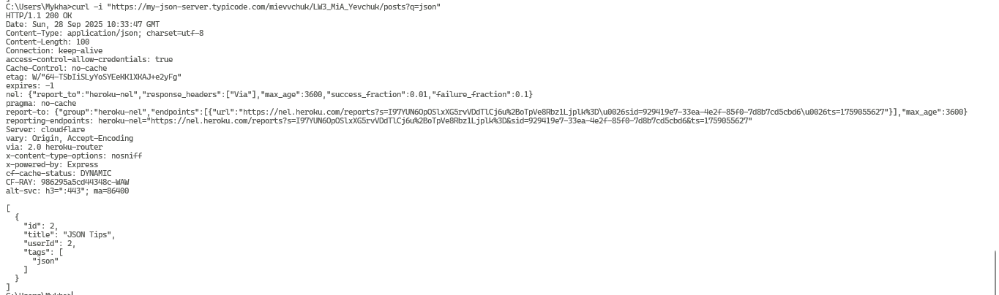 C:\Users\Mykha>curl -i "https://my-json-server.typicode.com/mievvchuk/LW3_MiA_Yevchuk/posts?q=json"
HTTP/1.1 200 OK
Date: Sun, 28 Sep 2025 10:33:47 GMT
Content-Type: application/json; charset=utf-8
Content-Length: 100
Connection: keep-alive
access-control-allow-credentials: true
Cache-Control: no-cache
etag: W/"64-TSbIiSLyYoSYEeKK1XKAJ+e2yFg"
expires: -1
nel: {"report_to":"heroku-nel","response_headers":["Via"],"max_age":3600,"success_fraction":0.01,"failure_fraction":0.1}
pragma: no-cache
report-to: {"group":"heroku-nel","endpoints":[{"url":"https://nel.heroku.com/reports?s=I97YUN6OpOSlxXG5rvVDdTlCj6u%2BoTpVe8Rbz1Ljplk%3D\u0026sid=929419e7-33ea-4e2f-85f0-7d8b7cd5cbd6\u0026ts=1759055627"}],"max_age":3600}
reporting-endpoints: heroku-nel="https://nel.heroku.com/reports?s=I97YUN6OpOSlxXG5rvVDdTlCj6u%2BoTpVe8Rbz1Ljplk%3D&sid=929419e7-33ea-4e2f-85f0-7d8b7cd5cbd6&ts=1759055627"
Server: cloudflare
vary: Origin, Accept-Encoding
via: 2.0 heroku-router
x-content-type-options: nosniff
x-powered-by: Express
cf-cache-status: DYNAMIC
CF-RAY: 986295a5cd44348c-WAW
alt-svc: h3=":443"; ma=86400
[
  {
    "id": 2,
    "title": "JSON Tips",
    "userId": 2,
    "tags": [
      "json"
    ]
  }
]